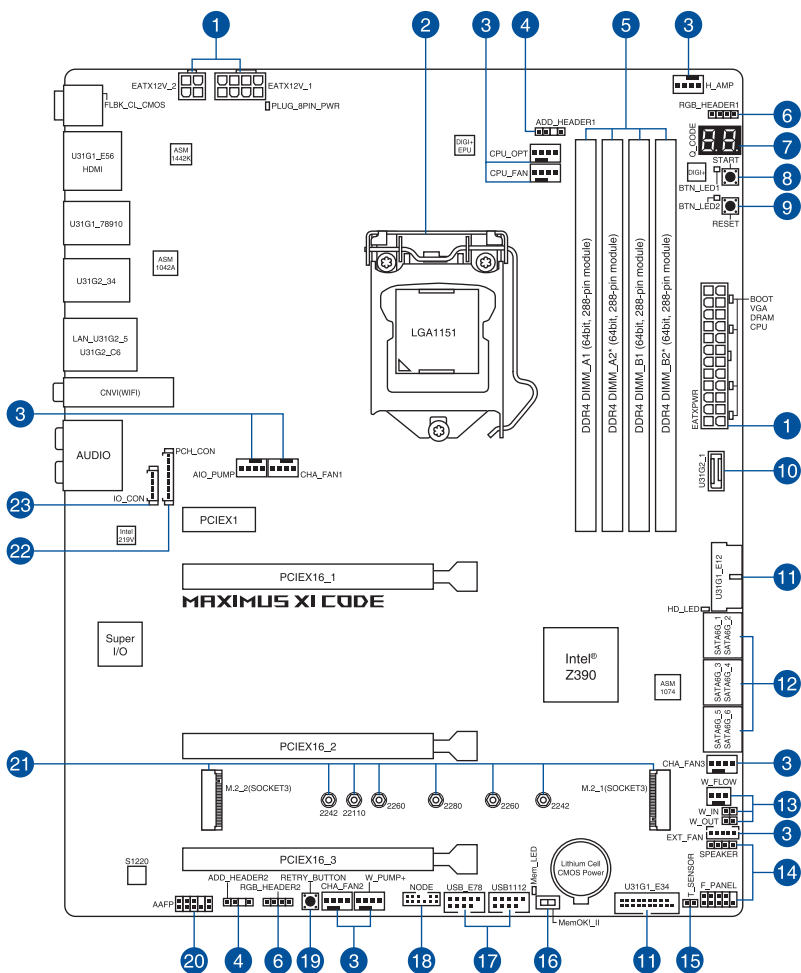 1
2
3
4
5
3
EATX12V_2
EATX12V_1
PLUG_8PIN_PWR
FLBK_CL_CMOS
H_AMP
RGB_HEADER1
6
ADD_HEADER1
Q_CODE
88
7
U31G1_E56
HDMI
ASM
1442K
DIGI+
EPU
CPU_OPT
CPU_FAN
START
DIGI+
BTN_LED1
8
BTN_LED2
9
RESET
U31G1_78910
ASM
1042A
U31G2_34
LGA1151
DDR4 DIMM_A1 (64bit, 288-pin module)
DDR4 DIMM_A2* (64bit, 288-pin module)
DDR4 DIMM_B1 (64bit, 288-pin module)
DDR4 DIMM_B2* (64bit, 288-pin module)
BOOT
VGA
DRAM
CPU
EATXPWR
1
LAN_U31G2_5
U31G2_C6
CNVI(WIFI)
3
AUDIO
PCH_CON
AIO_PUMP
CHA_FAN1
U31G2_1
10
IO_CON
23
22
Intel
219V
PCIEX1
PCIEX16_1
MAXIMUS XI CODE
U31G1_E12
11
HD_LED
Super
I/O
Intel®
Z390
ASM
1074
SATA6G_1
SATA6G_2
SATA6G_3
SATA6G_4
SATA6G_5
SATA6G_6
12
PCIEX16_2
21
CHA_FAN3
3
M.2_2(SOCKET3)
2242
22110
2260
2280
2260
2242
M.2_1(SOCKET3)
W_FLOW
W_IN
W_OUT
13
EXT_FAN
3
SPEAKER
14
PCIEX16_3
S1220
Mem_LED
Lithium Cell
CMOS Power
T_SENSOR
F_PANEL
ADD_HEADER2
RGB_HEADER2
RETRY_BUTTON
CHA_FAN2
W_PUMP+
NODE
USB_E78
USB1112
U31G1_E34
AAFP
MemOK!_II
20
4
6
19
3
18
17
16
11
15